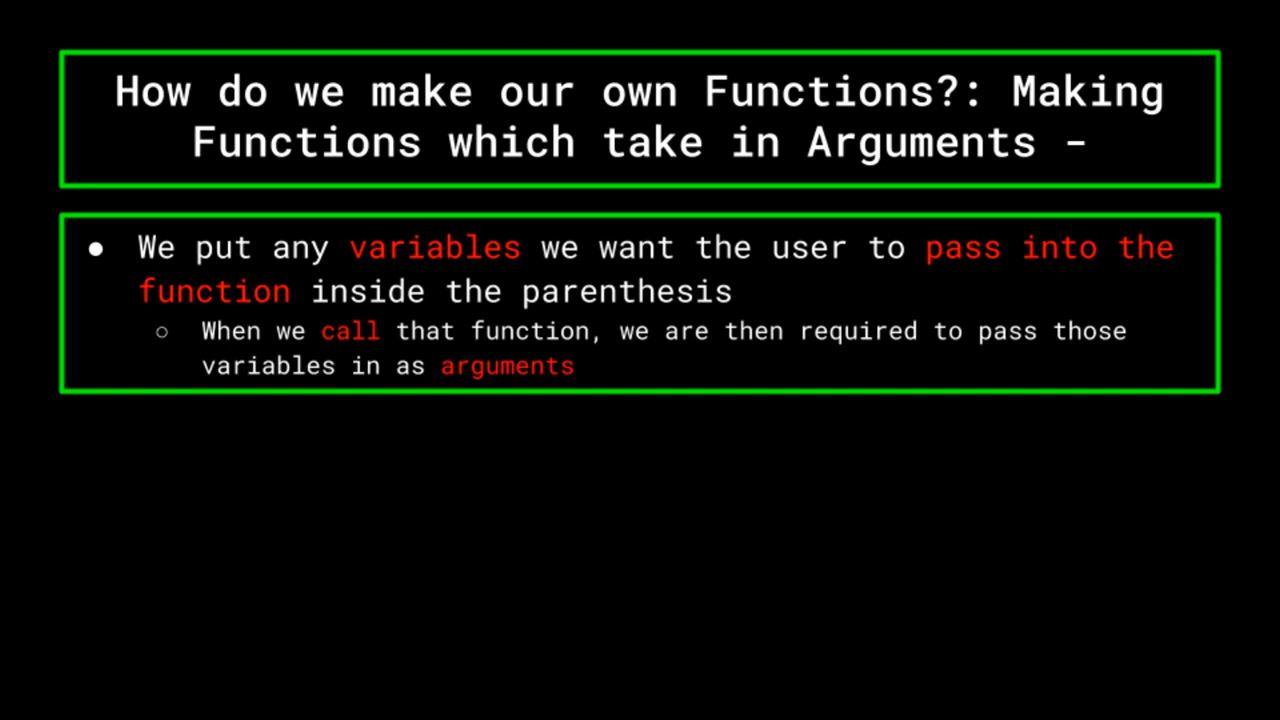 How do we make our own Functions?: Making
Functions which take in Arguments -
● We put any variables we want the user to pass into the
function inside the parenthesis
○ When we call that function, we are then required to pass those
variables in as arguments